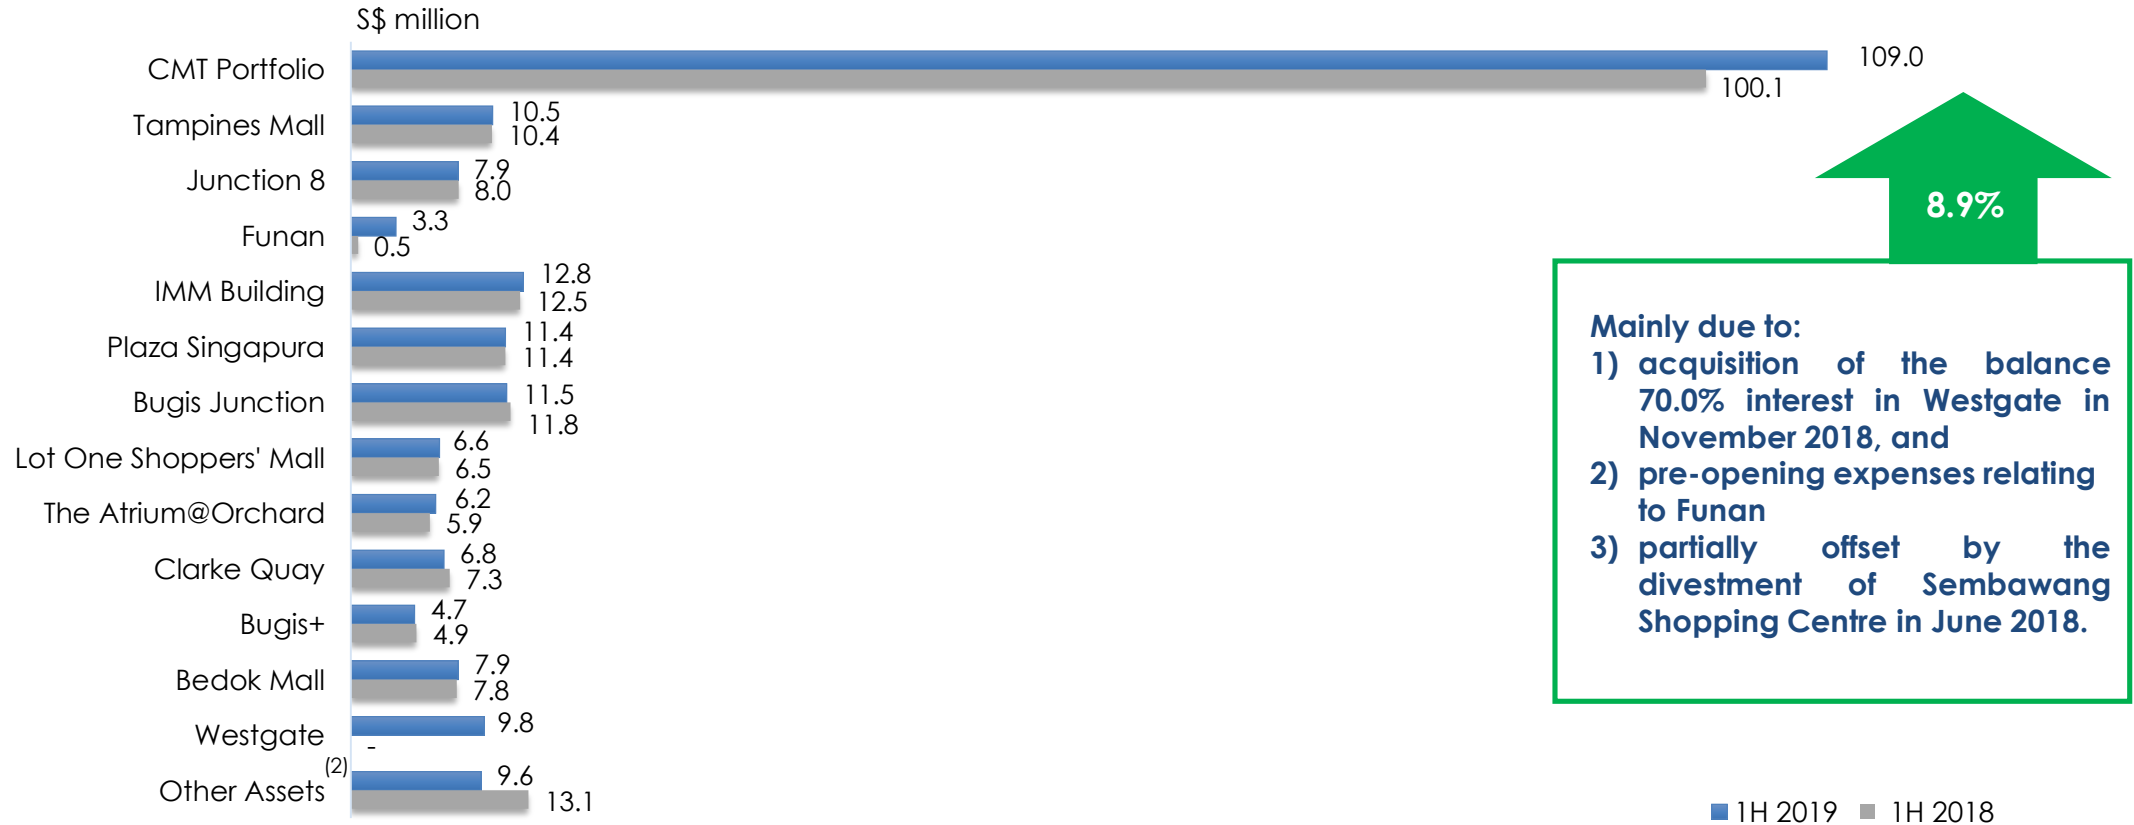 S$ million
CMT Portfolio
109.0
100.1
Tampines Mall
10.5
10.4
Junction 8
7.9
8.0
Funan
3.3
0.5
IMM Building
12.8
12.5
Plaza Singapura
11.4
11.4
Bugis Junction
11.5
11.8
Lot One Shoppers' Mall
6.6
6.5
The Atrium@Orchard
6.2
5.9
Clarke Quay
6.8
7.3
Bugis+
4.7
4.9
Bedok Mall
7.9
7.8
Westgate
9.8
-
Other Assets (2)
9.6
13.1
8.9%
Mainly due to:
1) acquisition of the balance
70.0% interest in Westgate in
November 2018, and
2) pre-opening expenses relating
to Funan
3) partially offset by the
divestment of Sembawang
Shopping Centre in June 2018.
1H 2019 1H 2018